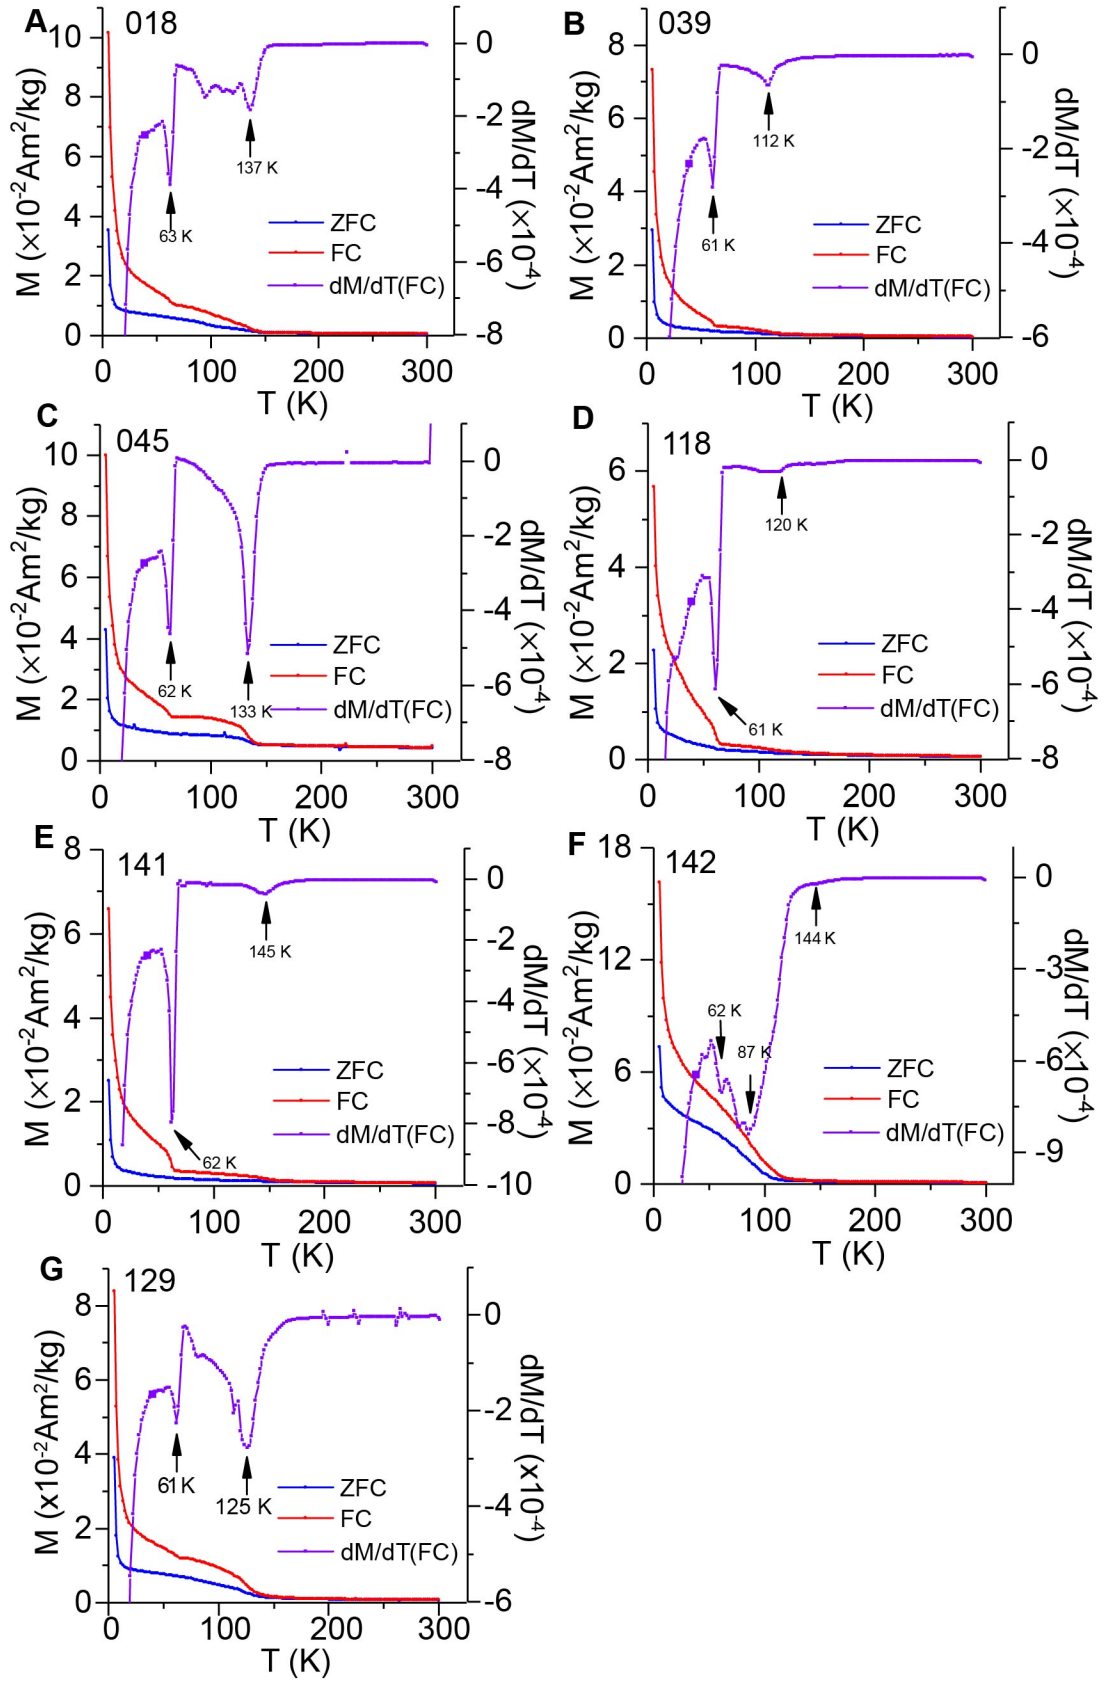 A
018
10
8
6
4
2
0
M (×10-2Am2/kg)
0
-2
-4
-6
-8
dM/dT (×10-4)
137 K
63 K
ZFC
FC
dM/dT(FC)
0 100 200 300
T (K)
B
039
8
6
4
2
0
M (×10-2Am2/kg)
0
-2
-4
-6
dM/dT (×10-4)
112 K
61 K
ZFC
FC
dM/dT(FC)
0 100 200 300
T (K)
C
045
10
8
6
4
2
0
M (×10-2Am2/kg)
0
-2
-4
-6
-8
dM/dT (×10-4)
62 K
133 K
ZFC
FC
dM/dT(FC)
0 100 200 300
T (K)
D
118
6
4
2
0
M (×10-2Am2/kg)
0
-2
-4
-6
-8
dM/dT (×10-4)
120 K
61 K
ZFC
FC
dM/dT(FC)
0 100 200 300
T (K)
E
141
8
6
4
2
0
M (×10-2Am2/kg)
0
-2
-4
-6
-8
-10
dM/dT (×10-4)
145 K
62 K
ZFC
FC
dM/dT(FC)
0 100 200 300
T (K)
F
142
18
12
6
0
M (×10-2Am2/kg)
0
-3
-6
-9
dM/dT (×10-4)
144 K
62 K
87 K
ZFC
FC
dM/dT(FC)
0 100 200 300
T (K)
G
129
8
6
4
2
0
M (x10-2Am2/kg)
0
-2
-4
-6
dM/dT (x10-4)
61 K
125 K
ZFC
FC
dM/dT(FC)
0 100 200 300
T (K)